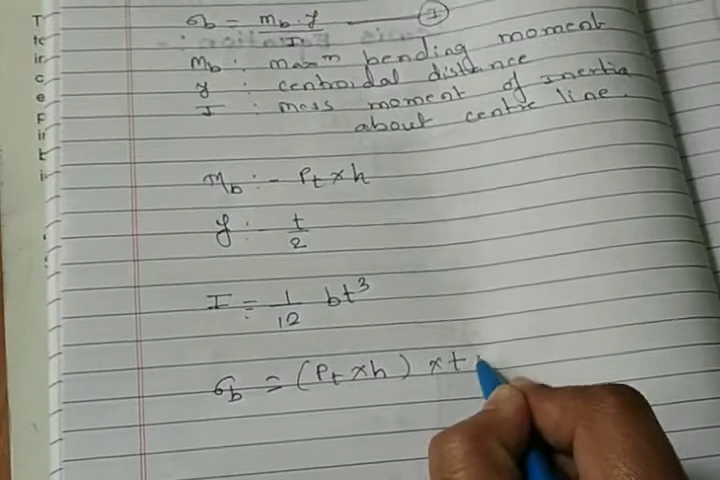 σb = Mb · y / I ——— ①
Mb : maxm bending moment
y : centroidal distance
I : mass moment of Inertia
about centre line.
Mb :- Pt × h
y :- t/2
I = 1/12 bt³
σb = (Pt × h) × t